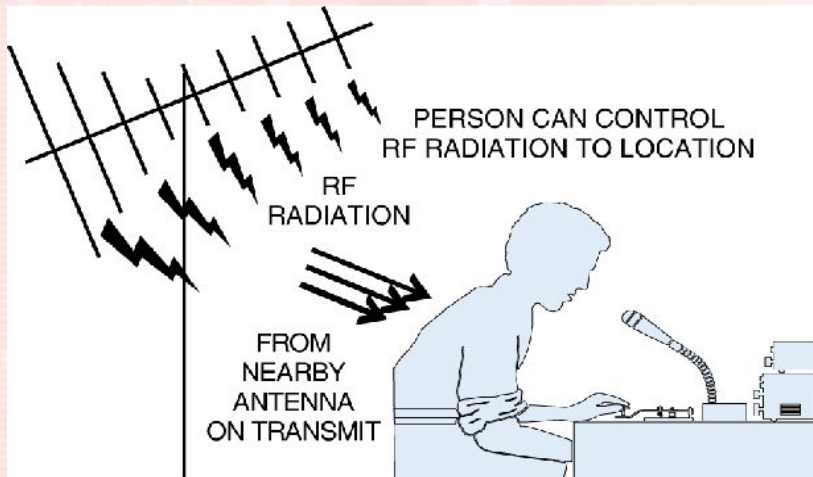 PERSON CAN CONTROL
RF RADIATION TO LOCATION
RF
RADIATION
FROM
NEARBY
ANTENNA
ON TRANSMIT